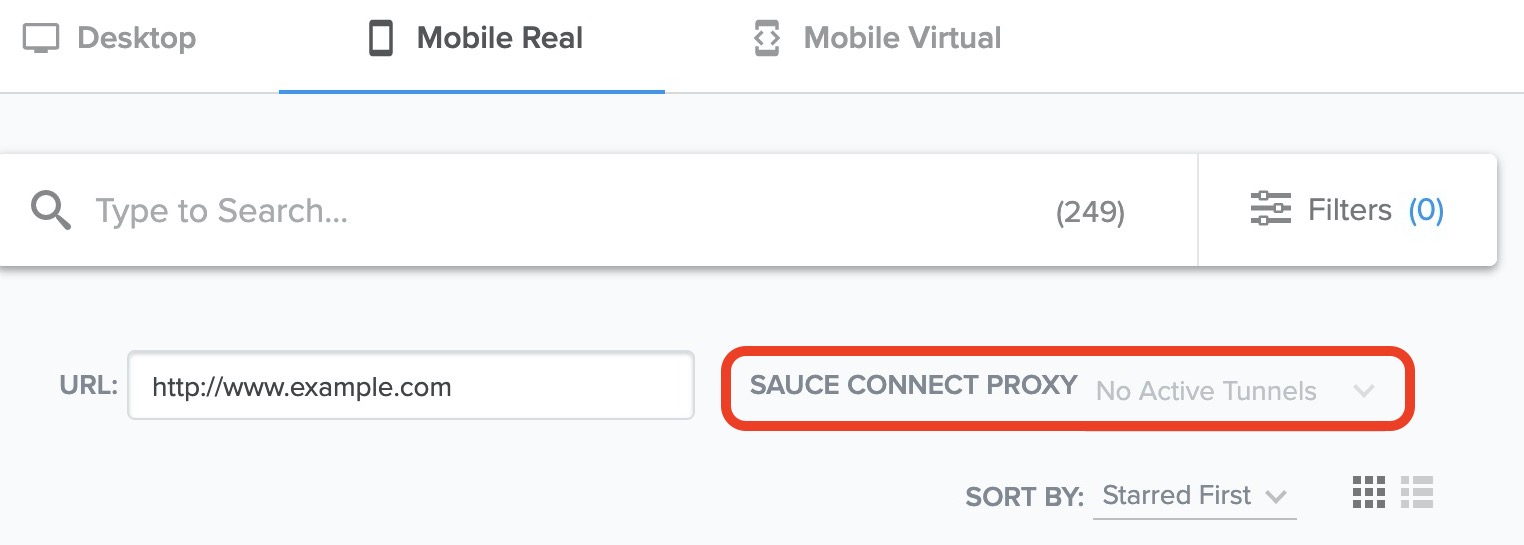 Desktop Mobile Real Mobile Virtual
Type to Search... (249) Filters (0)
URL: http://www.example.com SAUCE CONNECT PROXY No Active Tunnels
SORT BY: Starred First